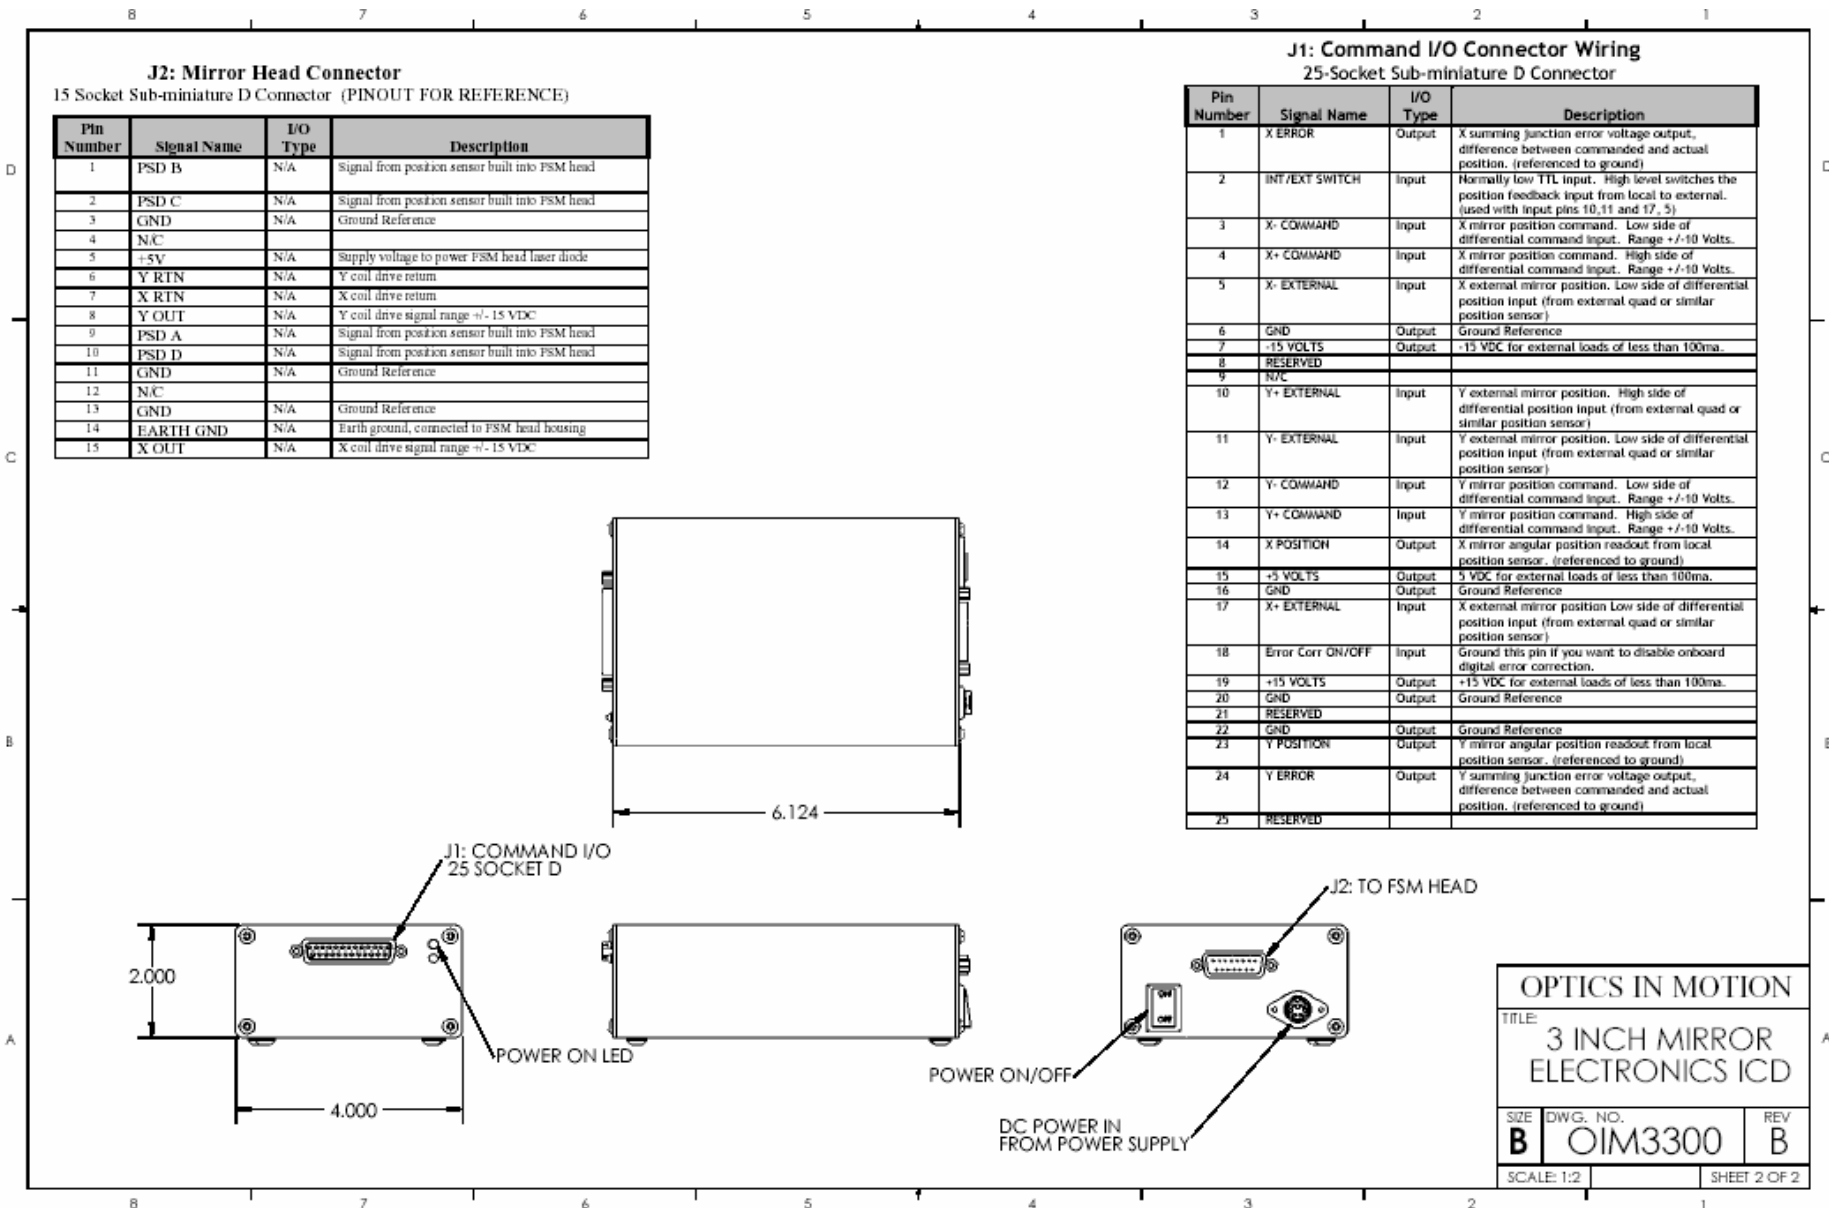 8 7 6 5 4 3 2 1
J2: Mirror Head Connector
15 Socket Sub-miniature D Connector (PINOUT FOR REFERENCE)
Pin Number Signal Name I/O Type Description
1 PSD B N/A Signal from position sensor built into FSM head
2 PSD C N/A Signal from position sensor built into FSM head
3 GND N/A Ground Reference
4 N/C
5 +5V N/A Supply voltage to power FSM head laser diode
6 Y RTN N/A Y coil drive return
7 X RTN N/A X coil drive return
8 Y OUT N/A Y coil drive signal range +/- 15 VDC
9 PSD A N/A Signal from position sensor built into FSM head
10 PSD D N/A Signal from position sensor built into FSM head
11 GND N/A Ground Reference
12 N/C
13 GND N/A Ground Reference
14 EARTH GND N/A Earth ground, connected to FSM head housing
15 X OUT N/A X coil drive signal range +/- 15 VDC
J1: Command I/O Connector Wiring
25-Socket Sub-miniature D Connector
Pin Number Signal Name I/O Type Description
1 X ERROR Output X summing junction error voltage output,
difference between commanded and actual
position. (referenced to ground)
2 INT/EXT SWITCH Input Normally low TTL input. High level switches the
position feedback input from local to external.
(used with input pins 10,11 and 17, 5)
3 X- COMMAND Input X mirror position command. Low side of
differential command input. Range +/-10 Volts.
4 X+ COMMAND Input X mirror position command. High side of
differential command input. Range +/-10 Volts.
5 X- EXTERNAL Input X external mirror position. Low side of differential
position input (from external quad or similar
position sensor)
6 GND Output Ground Reference
7 -15 VOLTS Output -15 VDC for external loads of less than 100ma.
8 RESERVED
9 N/C
10 Y+ EXTERNAL Input Y external mirror position. High side of
differential position input (from external quad or
similar position sensor)
11 Y- EXTERNAL Input Y external mirror position. Low side of differential
position input (from external quad or similar
position sensor)
12 Y- COMMAND Input Y mirror position command. Low side of
differential command input. Range +/-10 Volts.
13 Y+ COMMAND Input Y mirror position command. High side of
differential command input. Range +/-10 Volts.
14 X POSITION Output X mirror angular position readout from local
position sensor. (referenced to ground)
15 +5 VOLTS Output 5 VDC for external loads of less than 100ma.
16 GND Output Ground Reference
17 X+ EXTERNAL Input X external mirror position Low side of differential
position input (from external quad or similar
position sensor)
18 Error Corr ON/OFF Input Ground this pin if you want to disable onboard
digital error correction.
19 +15 VOLTS Output +15 VDC for external loads of less than 100ma.
20 GND Output Ground Reference
21 RESERVED
22 GND Output Ground Reference
23 Y POSITION Output Y mirror angular position readout from local
position sensor. (referenced to ground)
24 Y ERROR Output Y summing junction error voltage output,
difference between commanded and actual
position. (referenced to ground)
25 RESERVED
D
C
B
A
6.124
J1: COMMAND I/O
25 SOCKET D
2.000
POWER ON LED
4.000
J2: TO FSM HEAD
ON
OFF
POWER ON/OFF
DC POWER IN
FROM POWER SUPPLY
OPTICS IN MOTION
TITLE:
3 INCH MIRROR
ELECTRONICS ICD
SIZE DWG. NO. REV
B OIM3300 B
SCALE: 1:2 SHEET 2 OF 2
8 7 6 5 4 3 2 1